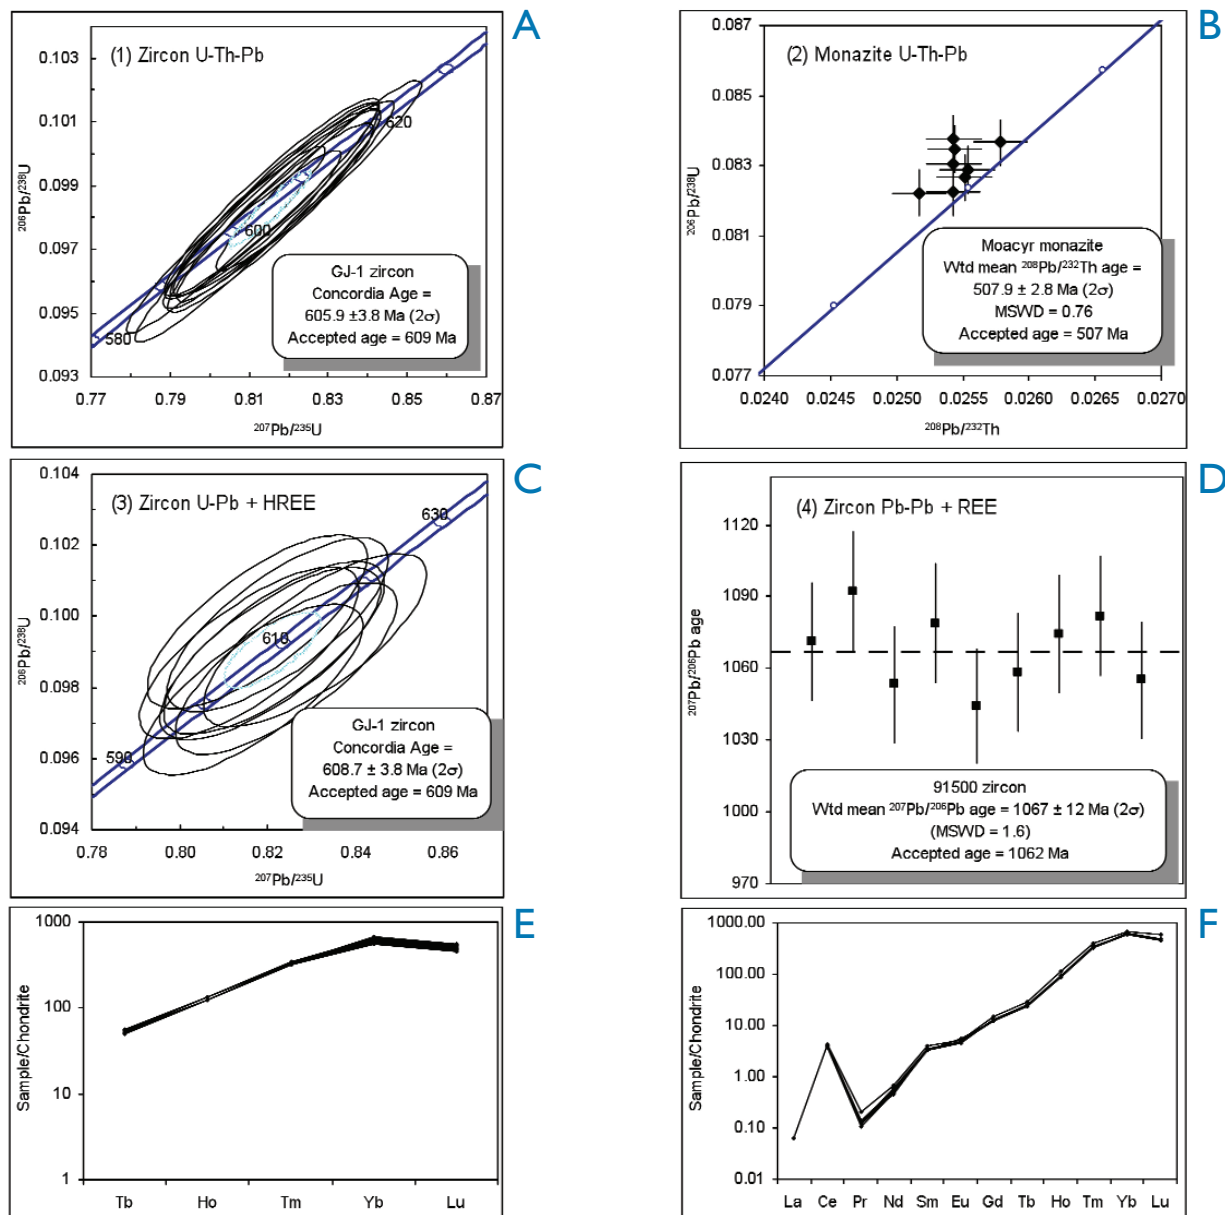 A
(1) Zircon U-Th-Pb
²⁰⁶Pb/²³⁸U
0.103
0.101
0.099
0.097
0.095
0.093
620
600
580
GJ-1 zircon
Concordia Age =
605.9 ±3.8 Ma (2σ)
Accepted age = 609 Ma
0.77 0.79 0.81 0.83 0.85 0.87
²⁰⁷Pb/²³⁵U
B
(2) Monazite U-Th-Pb
²⁰⁶Pb/²³⁸U
0.087
0.085
0.083
0.081
0.079
0.077
Moacyr monazite
Wtd mean ²⁰⁸Pb/²³²Th age =
507.9 ± 2.8 Ma (2σ)
MSWD = 0.76
Accepted age = 507 Ma
0.0240 0.0245 0.0250 0.0255 0.0260 0.0265 0.0270
²⁰⁸Pb/²³²Th
C
(3) Zircon U-Pb + HREE
²⁰⁶Pb/²³⁸U
0.104
0.102
0.100
0.098
0.096
0.094
630
610
590
GJ-1 zircon
Concordia Age =
608.7 ± 3.8 Ma (2σ)
Accepted age = 609 Ma
0.78 0.80 0.82 0.84 0.86
²⁰⁷Pb/²³⁵U
D
(4) Zircon Pb-Pb + REE
²⁰⁷Pb/²⁰⁶Pb age
1120
1090
1060
1030
1000
970
91500 zircon
Wtd mean ²⁰⁷Pb/²⁰⁶Pb age = 1067 ± 12 Ma (2σ)
(MSWD = 1.6)
Accepted age = 1062 Ma
E
Sample/Chondrite
1000
100
10
1
Tb Ho Tm Yb Lu
F
Sample/Chondrite
1000.00
100.00
10.00
1.00
0.10
0.01
La Ce Pr Nd Sm Eu Gd Tb Ho Tm Yb Lu